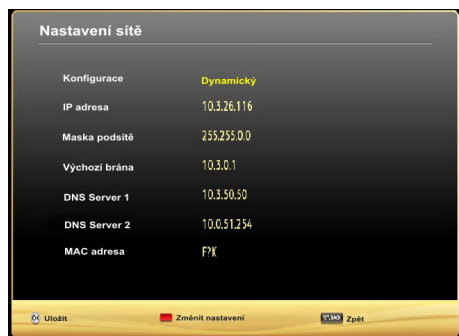 Nastavení sítě
Konfigurace Dynamický
IP adresa 10.3.26.116
Maska podsítě 255.255.0.0
Výchozí brána 10.3.0.1
DNS Server 1 10.3.50.50
DNS Server 2 10.0.51.254
MAC adresa F?K
OK Uložit Změnit nastavení Zpět